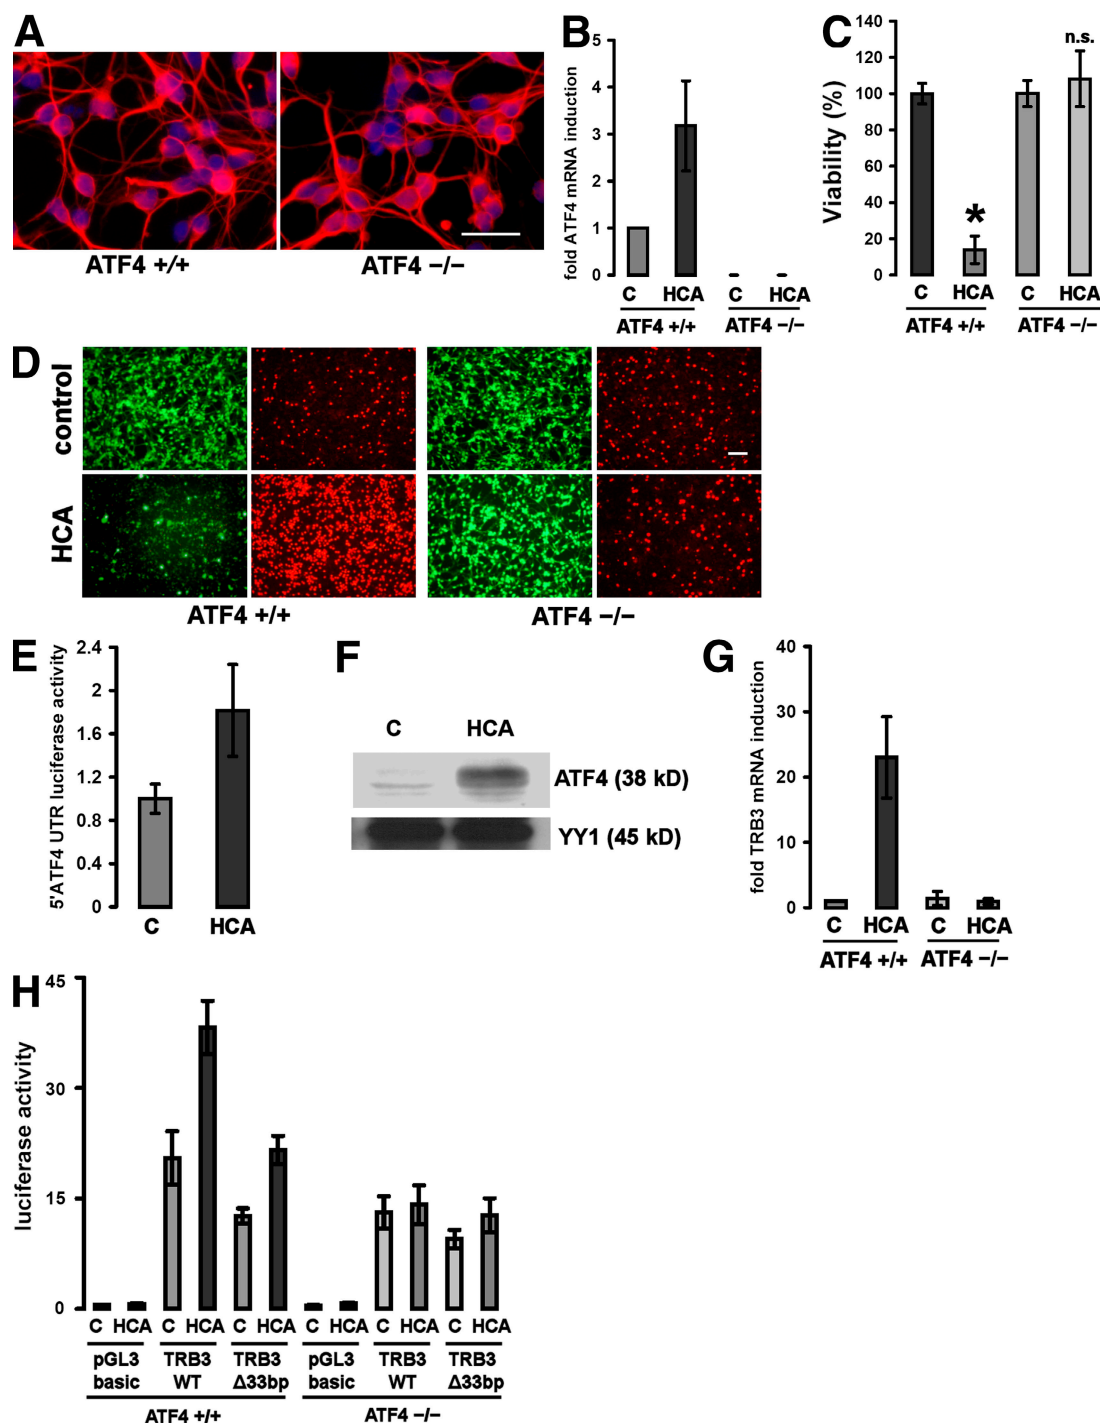 A
ATF4 +/+
ATF4 −/−
B
fold ATF4 mRNA induction
5
4
3
2
1
0
C
HCA
C
HCA
ATF4 +/+
ATF4 −/−
C
Viability (%)
140
120
100
80
60
40
20
0
*
n.s.
C
HCA
C
HCA
ATF4 +/+
ATF4 −/−
D
control
HCA
ATF4 +/+
ATF4 −/−
E
5'ATF4 UTR luciferase activity
2.4
2
1.6
1.2
0.8
0.4
0
C
HCA
F
C
HCA
ATF4 (38 kD)
YY1 (45 kD)
G
fold TRB3 mRNA induction
40
30
20
10
0
C
HCA
C
HCA
ATF4 +/+
ATF4 −/−
H
luciferase activity
45
30
15
0
C HCA C HCA C HCA C HCA C HCA C HCA
pGL3 TRB3 TRB3 pGL3 TRB3 TRB3
basic WT Δ33bp basic WT Δ33bp
ATF4 +/+
ATF4 −/−